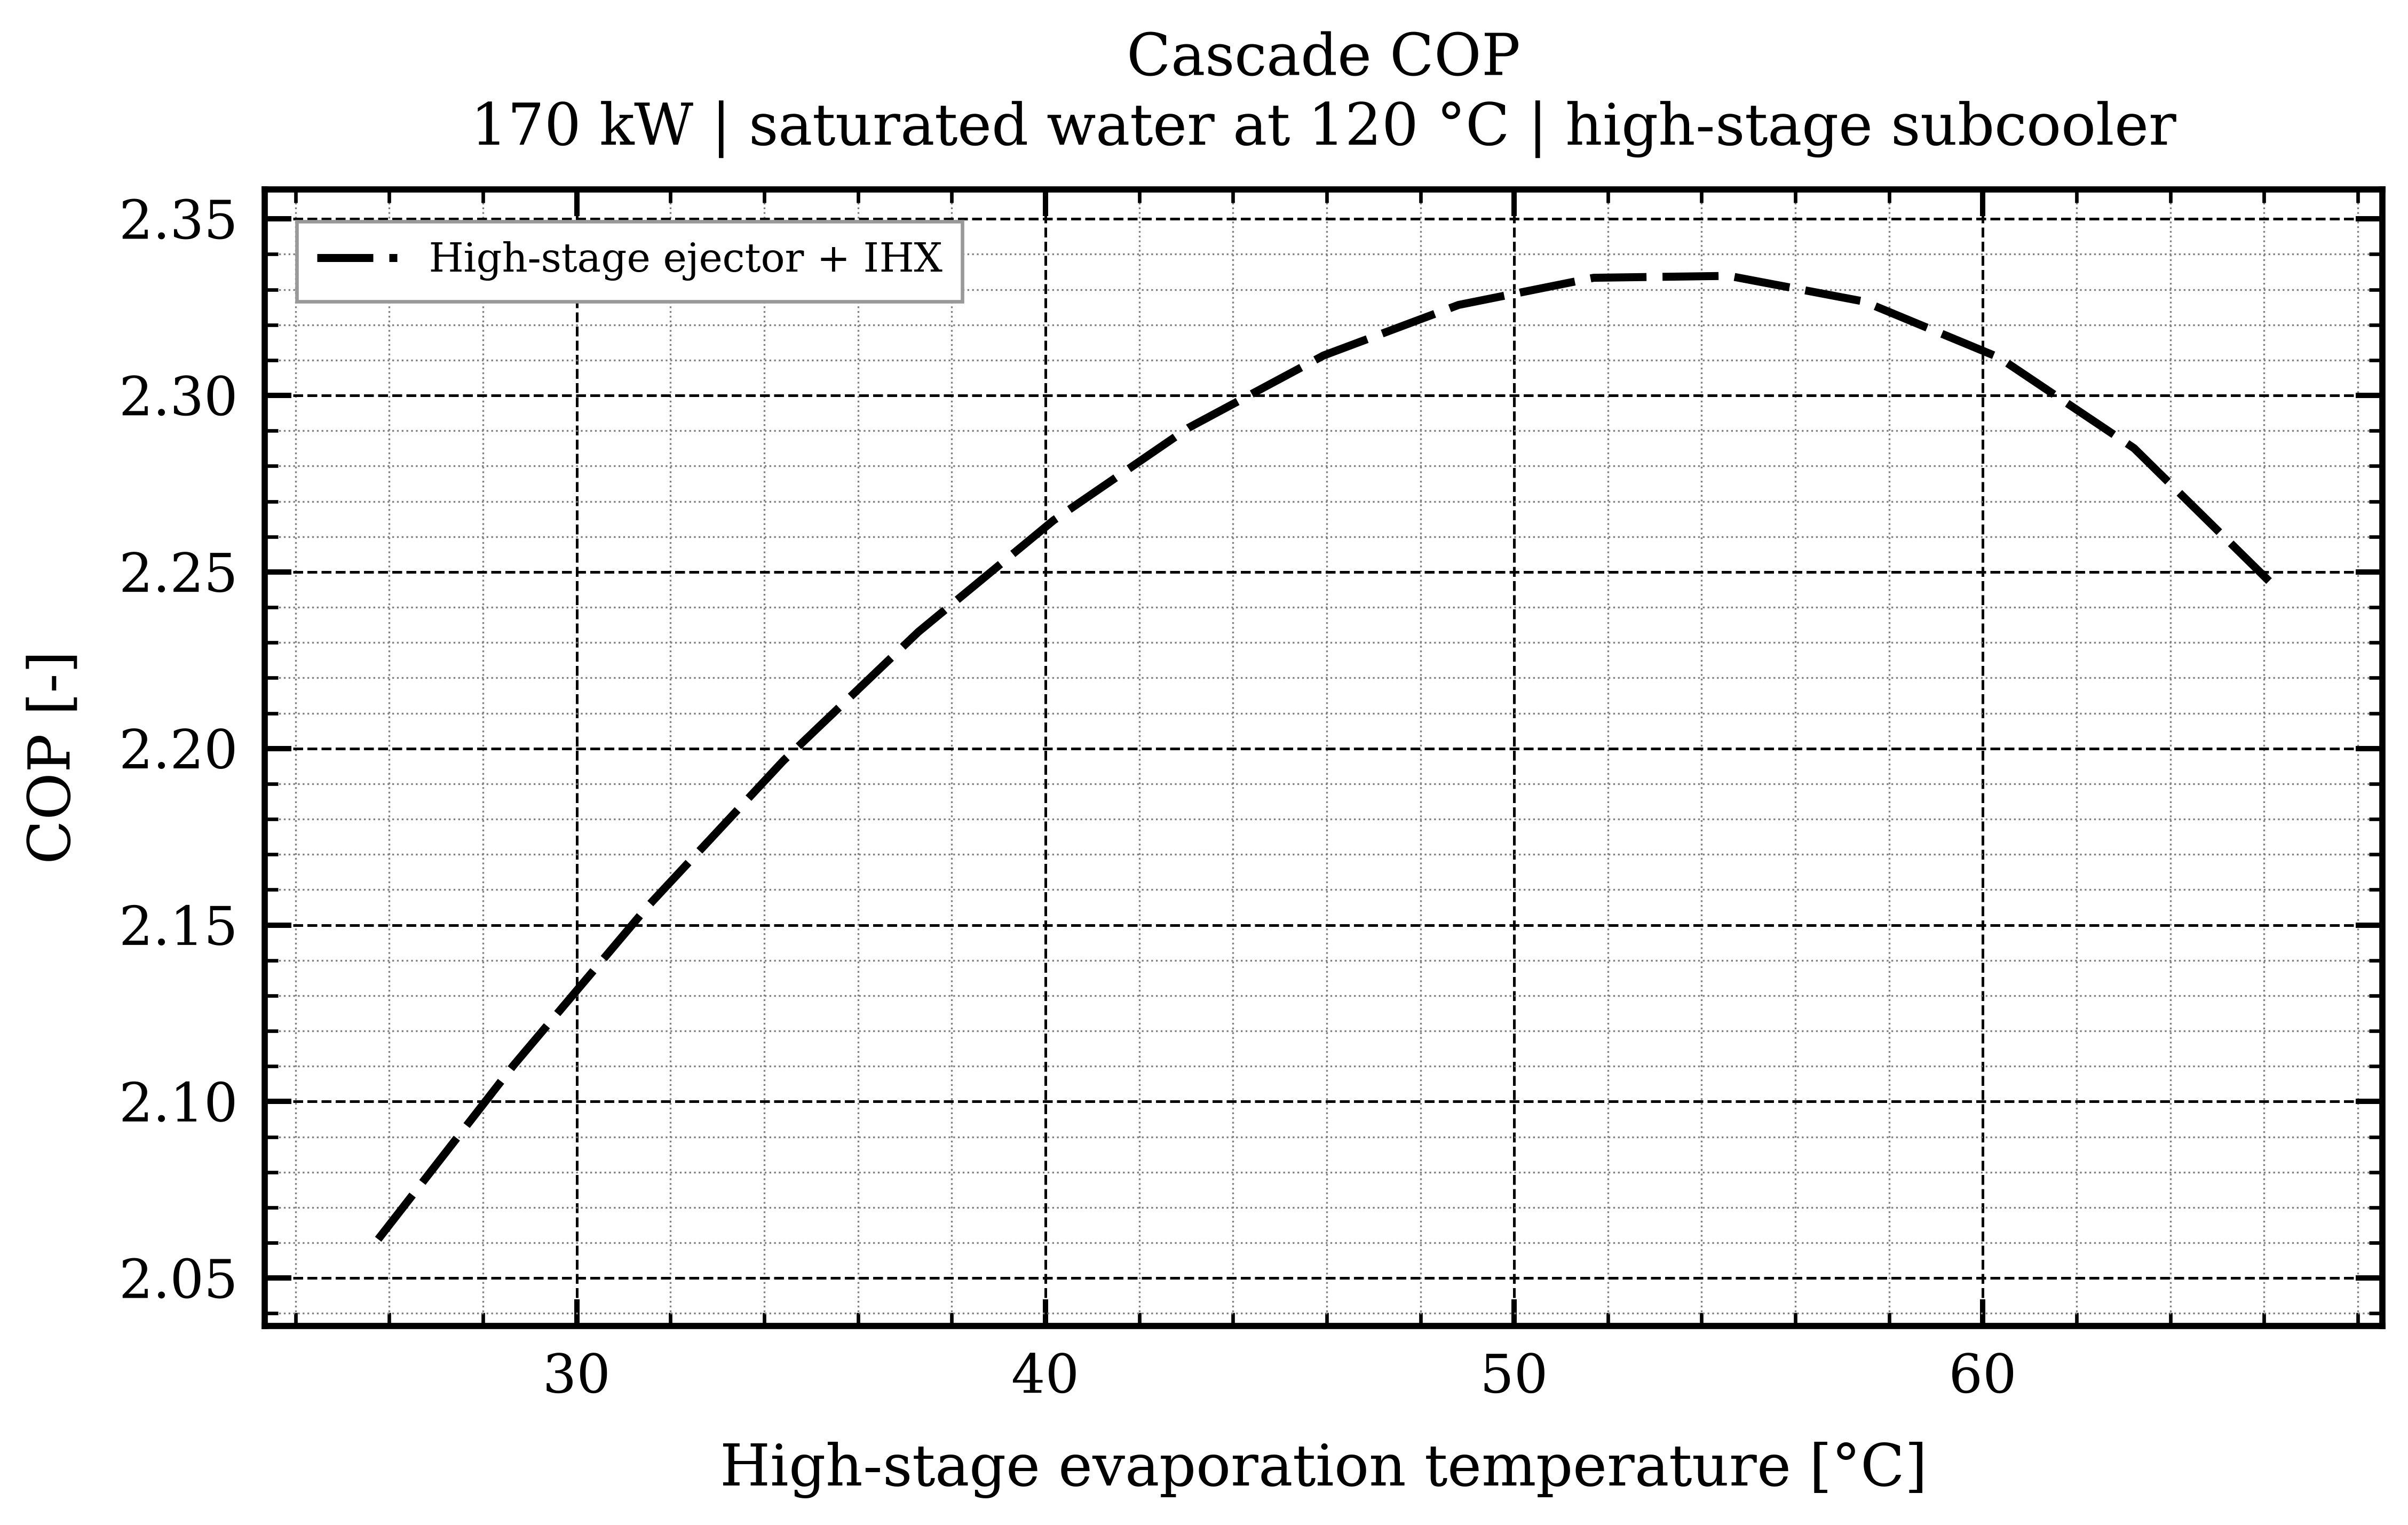 Cascade COP
170 kW | saturated water at 120 °C | high-stage subcooler
2.35
High-stage ejector + IHX
2.30
2.25
2.20
2.15
2.10
2.05
COP [-]
30 40 50 60
High-stage evaporation temperature [°C]